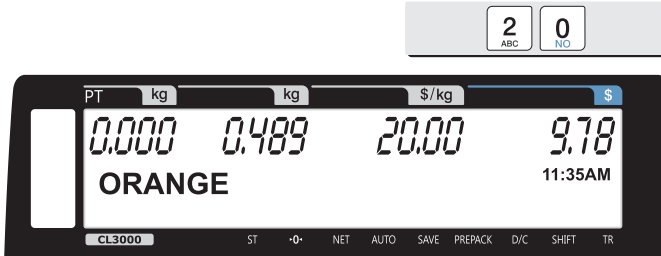 2 0
ABC NO
PT kg kg $/kg $
0.000 0.489 20.00 9.78
ORANGE 11:35AM
CL3000 ST ▸0◂ NET AUTO SAVE PREPACK D/C SHIFT TR